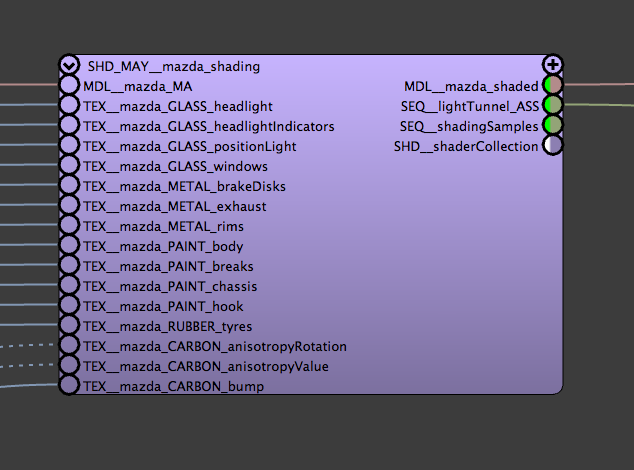 SHD_MAY__mazda_shading
MDL__mazda_MA
MDL__mazda_shaded
TEX__mazda_GLASS_headlight
SEQ__lightTunnel_ASS
TEX__mazda_GLASS_headlightIndicators
SEQ__shadingSamples
TEX__mazda_GLASS_positionLight
SHD__shaderCollection
TEX__mazda_GLASS_windows
TEX__mazda_METAL_brakeDisks
TEX__mazda_METAL_exhaust
TEX__mazda_METAL_rims
TEX__mazda_PAINT_body
TEX__mazda_PAINT_breaks
TEX__mazda_PAINT_chassis
TEX__mazda_PAINT_hook
TEX__mazda_RUBBER_tyres
TEX__mazda_CARBON_anisotropyRotation
TEX__mazda_CARBON_anisotropyValue
TEX__mazda_CARBON_bump